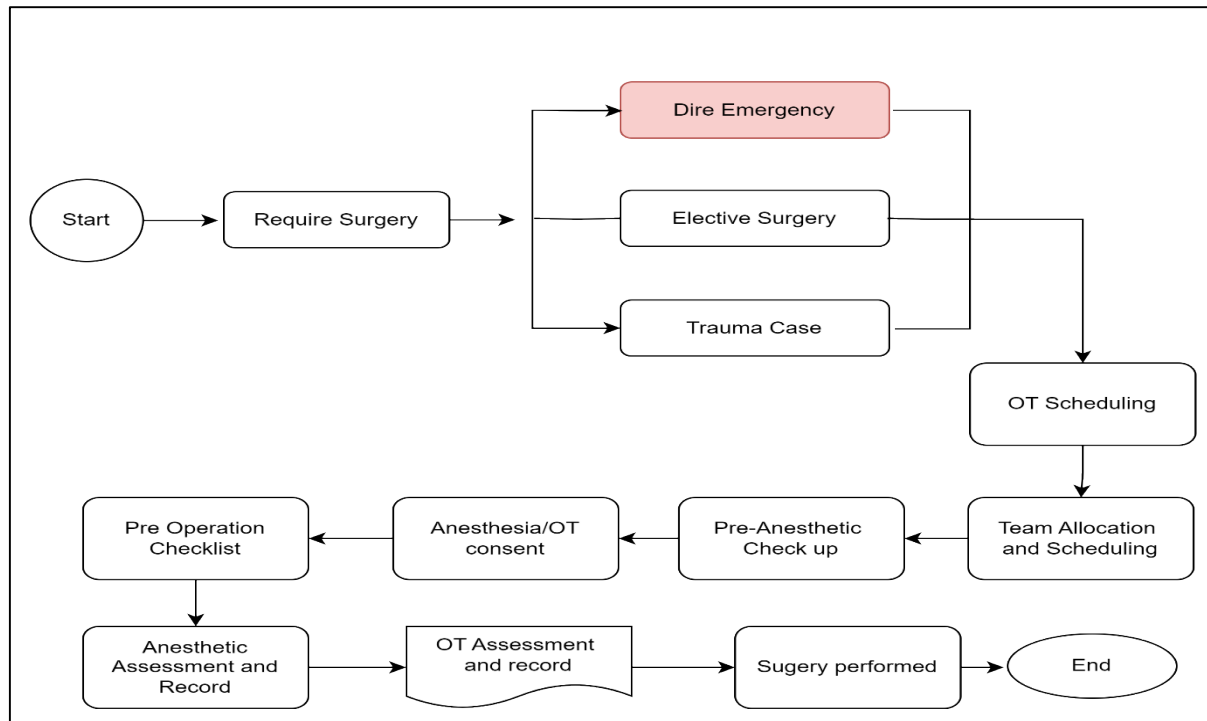 Dire Emergency
Start
Require Surgery
Elective Surgery
Trauma Case
OT Scheduling
Team Allocation
and Scheduling
Pre-Anesthetic
Check up
Anesthesia/OT
consent
Pre Operation
Checklist
Anesthetic
Assessment and
Record
OT Assessment
and record
Sugery performed
End